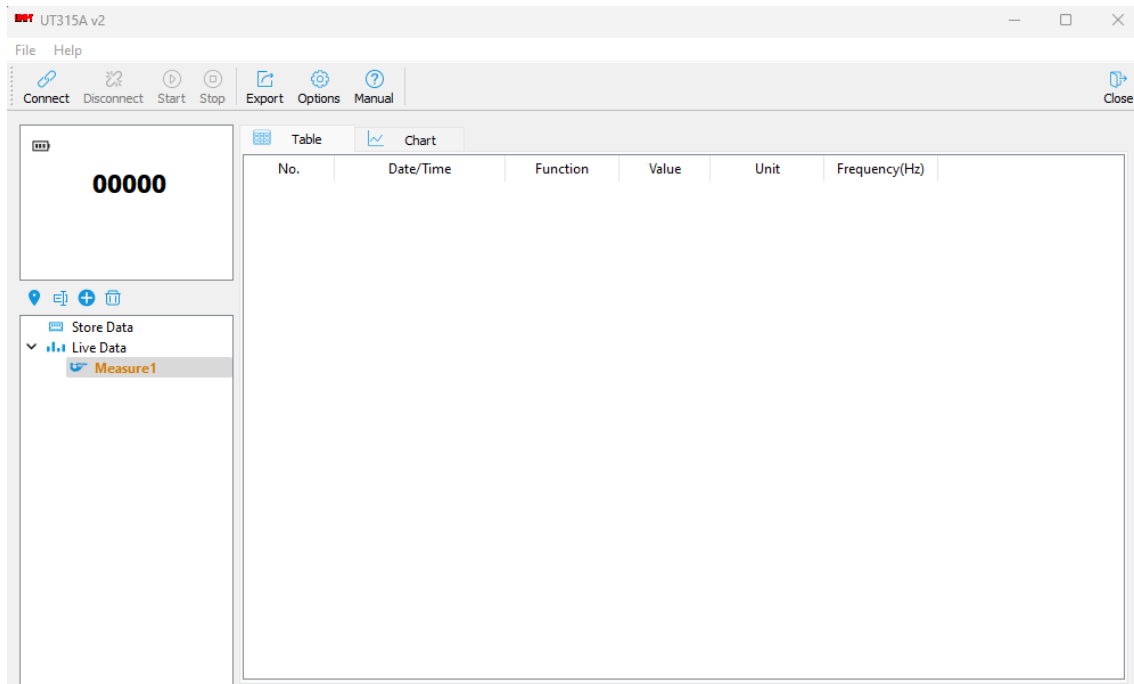 UT315A v2
File Help
Connect Disconnect Start Stop Export Options Manual Close
00000
Table Chart
No. Date/Time Function Value Unit Frequency(Hz)
Store Data
Live Data
Measure1